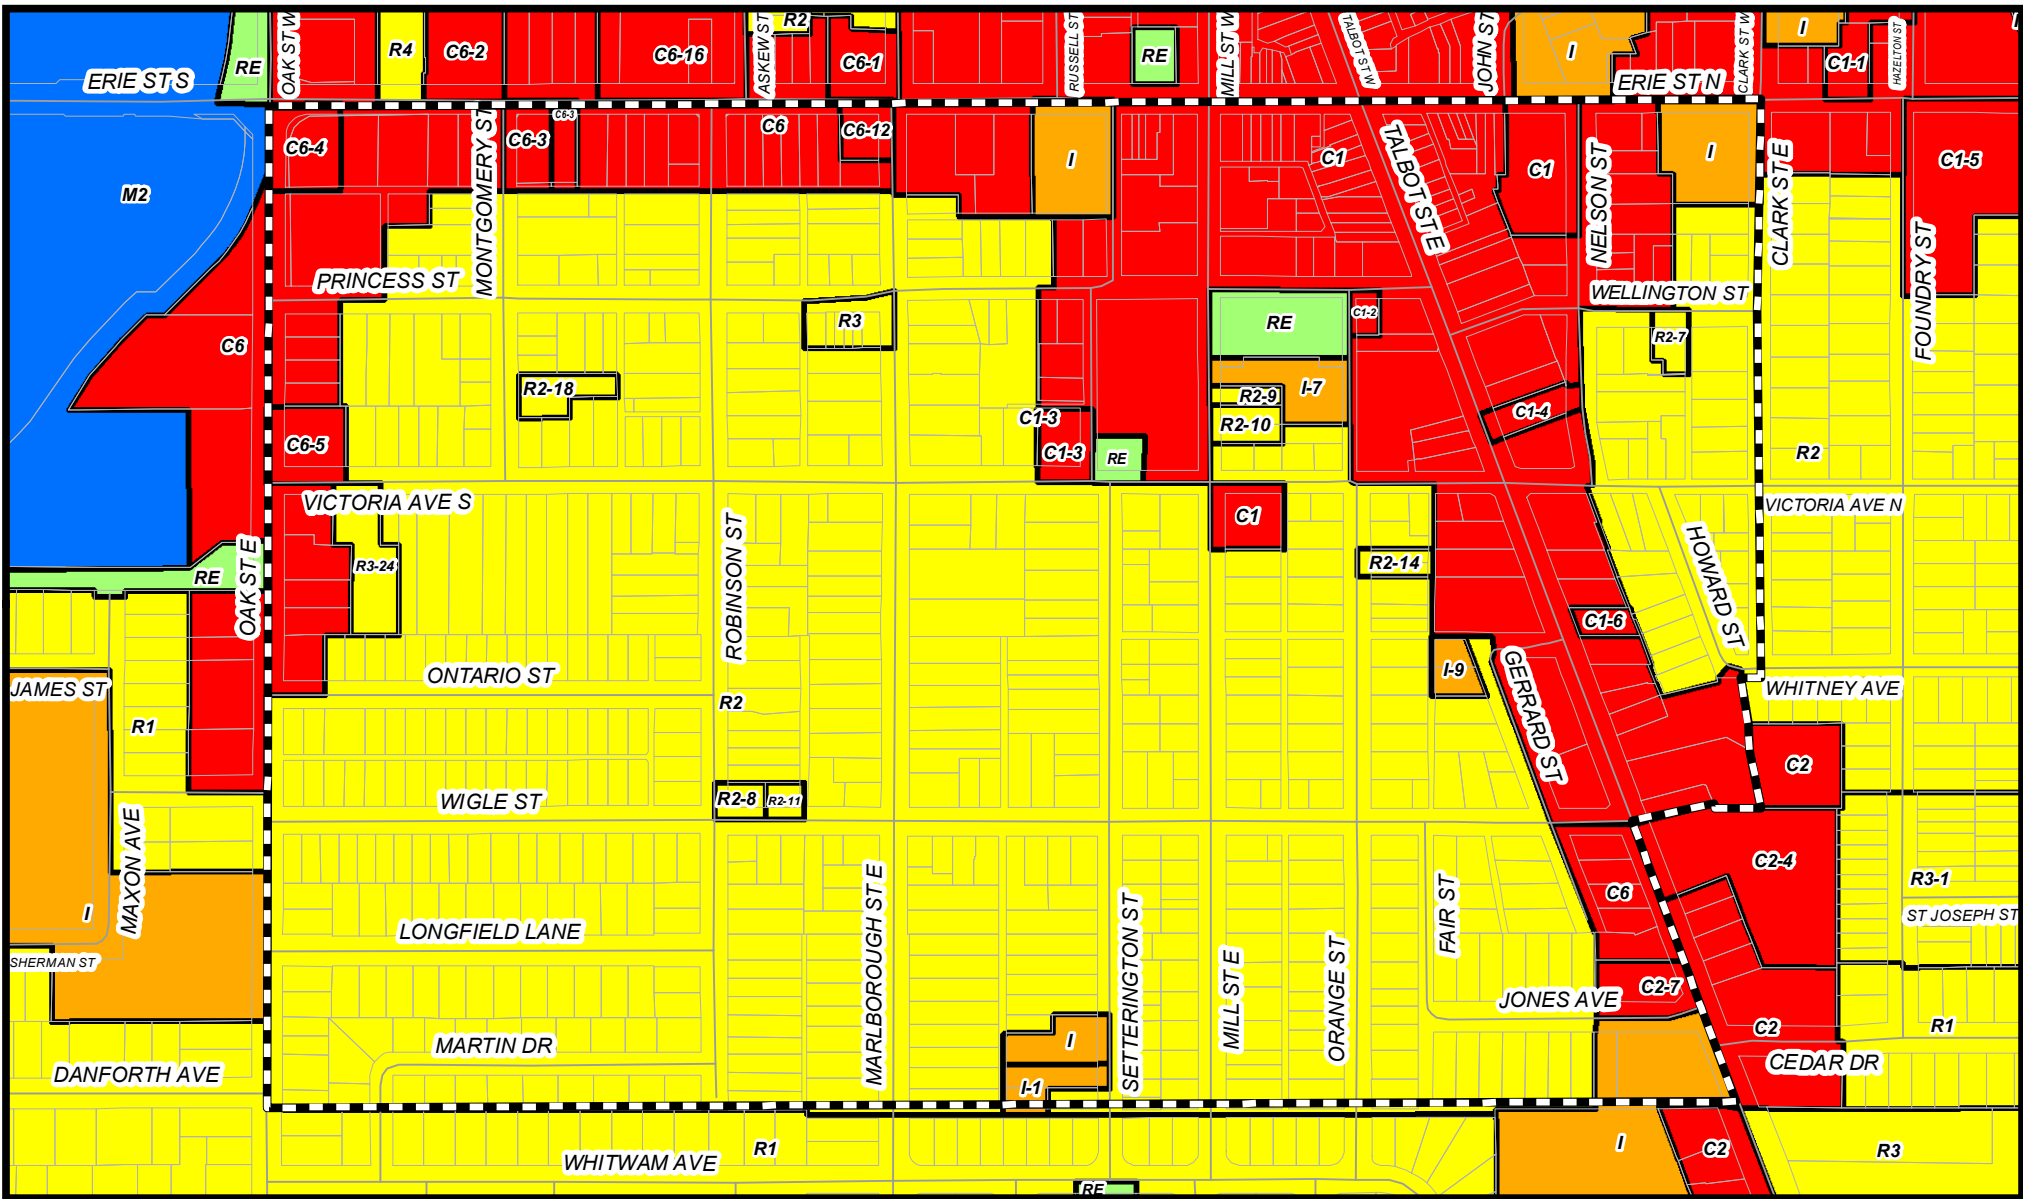 R2
ERIE ST S
RE
OAK ST W
R4
C6-2
C6-16
ASKEW ST
C6-1
RUSSELL ST
RE
MILL ST W
TALBOT ST W
JOHN ST
I
ERIE ST N
CLARK ST W
I
C1-1
HAZELTON ST
C6-4
MONTGOMERY ST
C6-3
C6-3
C6
C6-12
I
C1
TALBOT ST E
C1
NELSON ST
I
CLARK ST E
C1-5
M2
PRINCESS ST
WELLINGTON ST
FOUNDRY ST
C6
R3
RE
C1-2
R2-7
R2-18
R2-9
I-7
R2-10
C1-4
C6-5
C1-3
C1-3
RE
R2
VICTORIA AVE S
ROBINSON ST
C1
VICTORIA AVE N
RE
OAK ST E
R3-24
R2-14
HOWARD ST
C1-6
JAMES ST
ONTARIO ST
I-9
GERRARD ST
WHITNEY AVE
R1
R2
C2
WIGLE ST
R2-8
R2-11
MAXON AVE
C2-4
I
MARLBOROUGH ST E
C6
R3-1
LONGFIELD LANE
SETTERINGTON ST
FAIR ST
ST JOSEPH ST
SHERMAN ST
MILL ST E
ORANGE ST
JONES AVE
C2-7
MARTIN DR
I
C2
R1
DANFORTH AVE
I-1
CEDAR DR
WHITWAM AVE
R1
I
C2
R3
RE